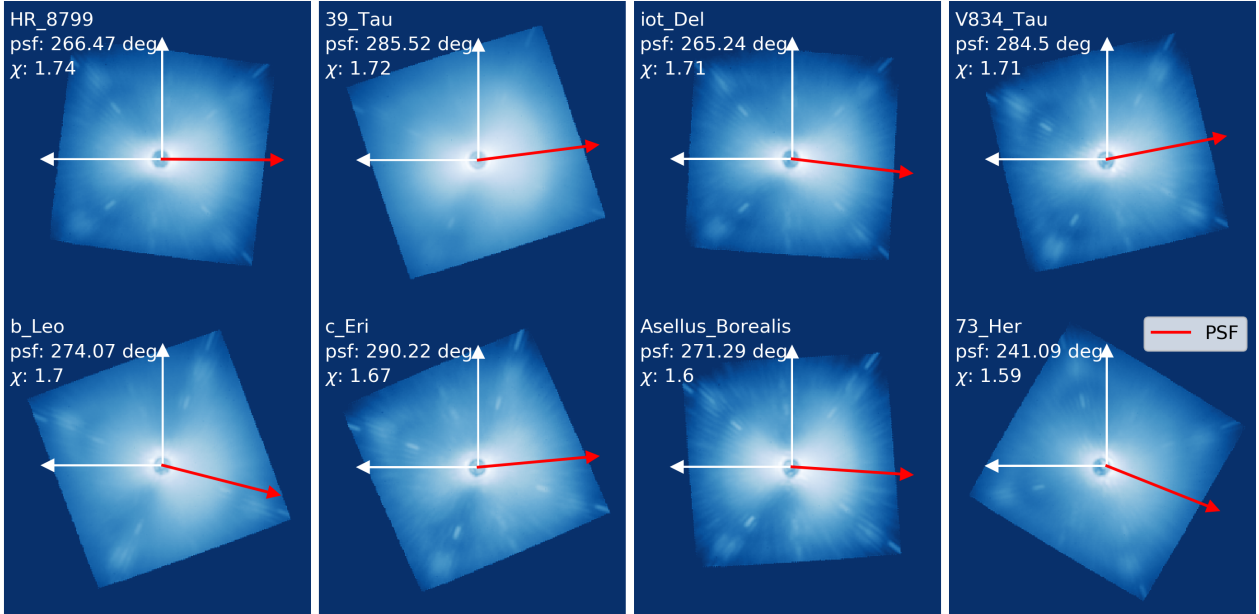 HR_8799
psf: 266.47 deg
χ: 1.74
39_Tau
psf: 285.52 deg
χ: 1.72
iot_Del
psf: 265.24 deg
χ: 1.71
V834_Tau
psf: 284.5 deg
χ: 1.71
b_Leo
psf: 274.07 deg
χ: 1.7
c_Eri
psf: 290.22 deg
χ: 1.67
Asellus_Borealis
psf: 271.29 deg
χ: 1.6
73_Her
psf: 241.09 deg
χ: 1.59
PSF